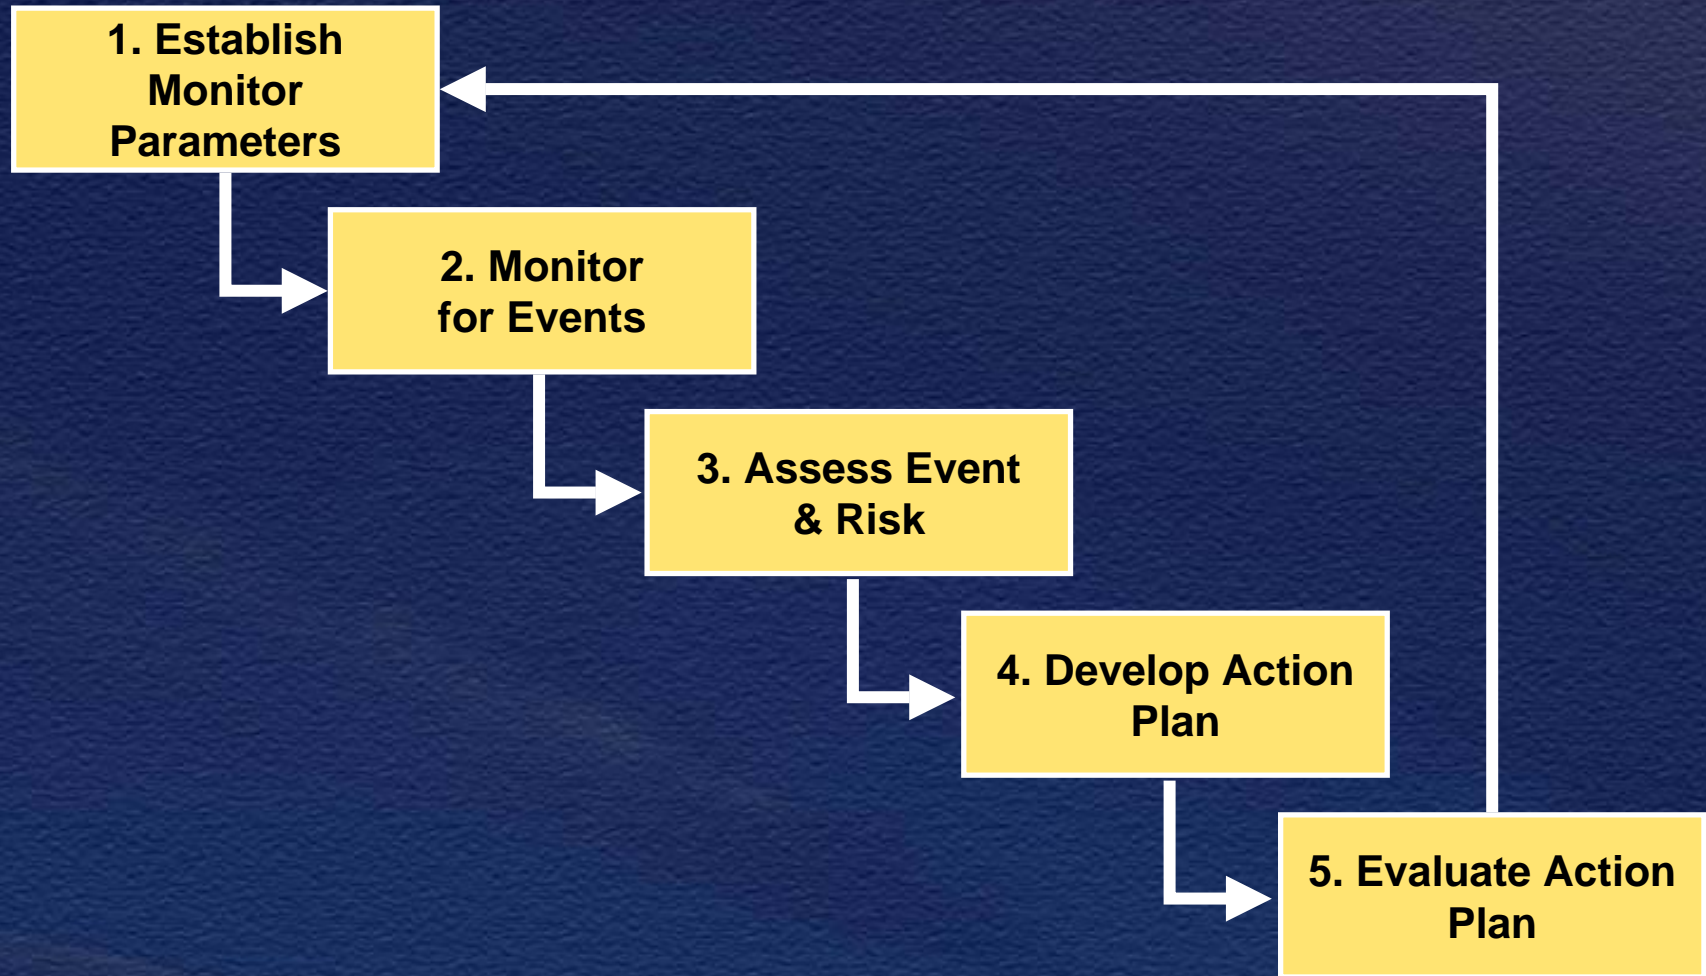 1. Establish
Monitor
Parameters
2. Monitor
for Events
3. Assess Event
& Risk
4. Develop Action
Plan
5. Evaluate Action
Plan